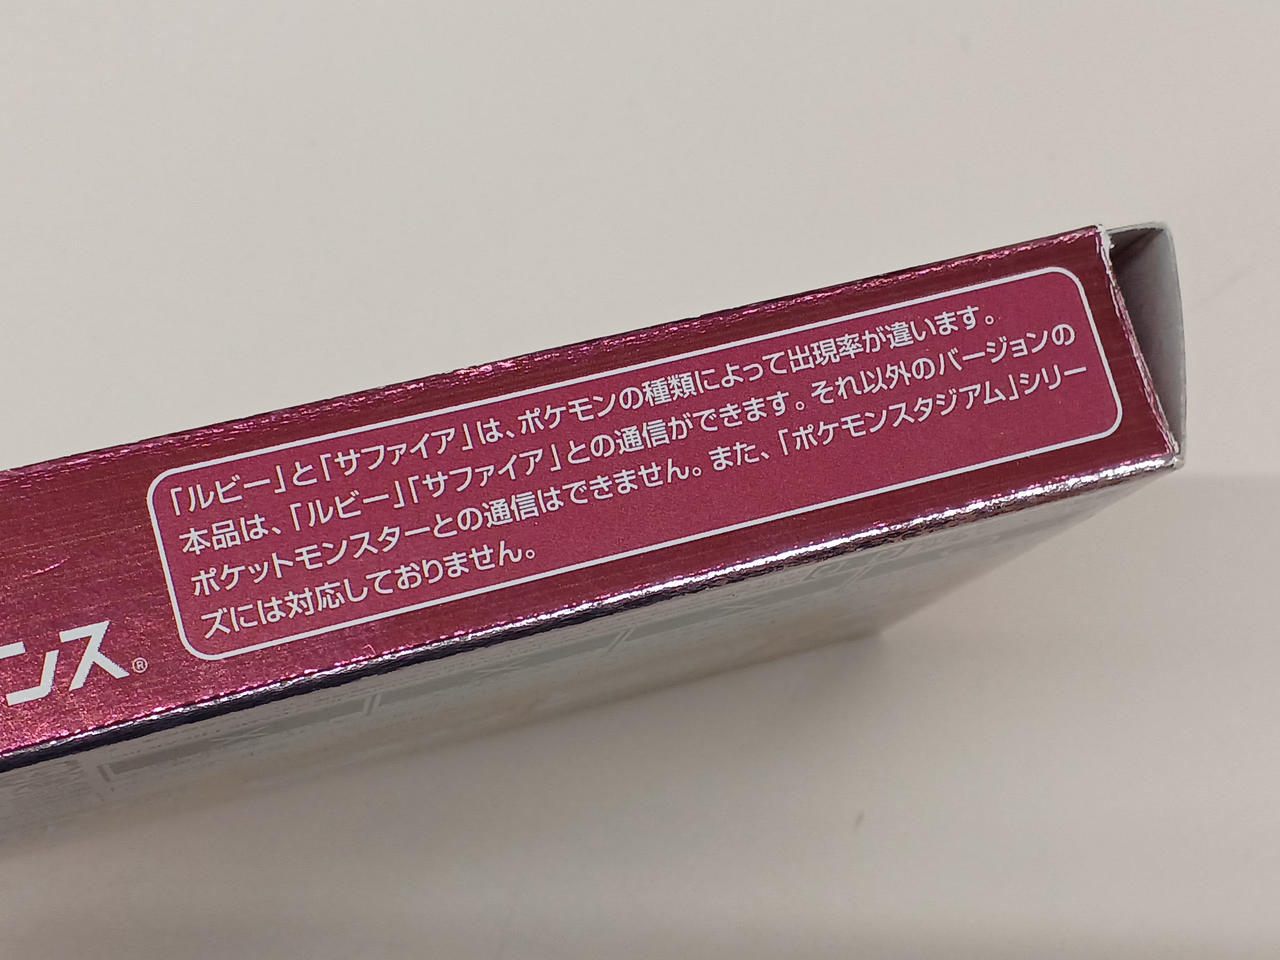 「ルビー」と「サファイア」は、ポケモンの種類によって出現率が違います。
本品は、「ルビー」「サファイア」との通信ができます。それ以外のバージョンの
ポケットモンスターとの通信はできません。また、「ポケモンスタジアム」シリー
ズには対応しておりません。
ンス®